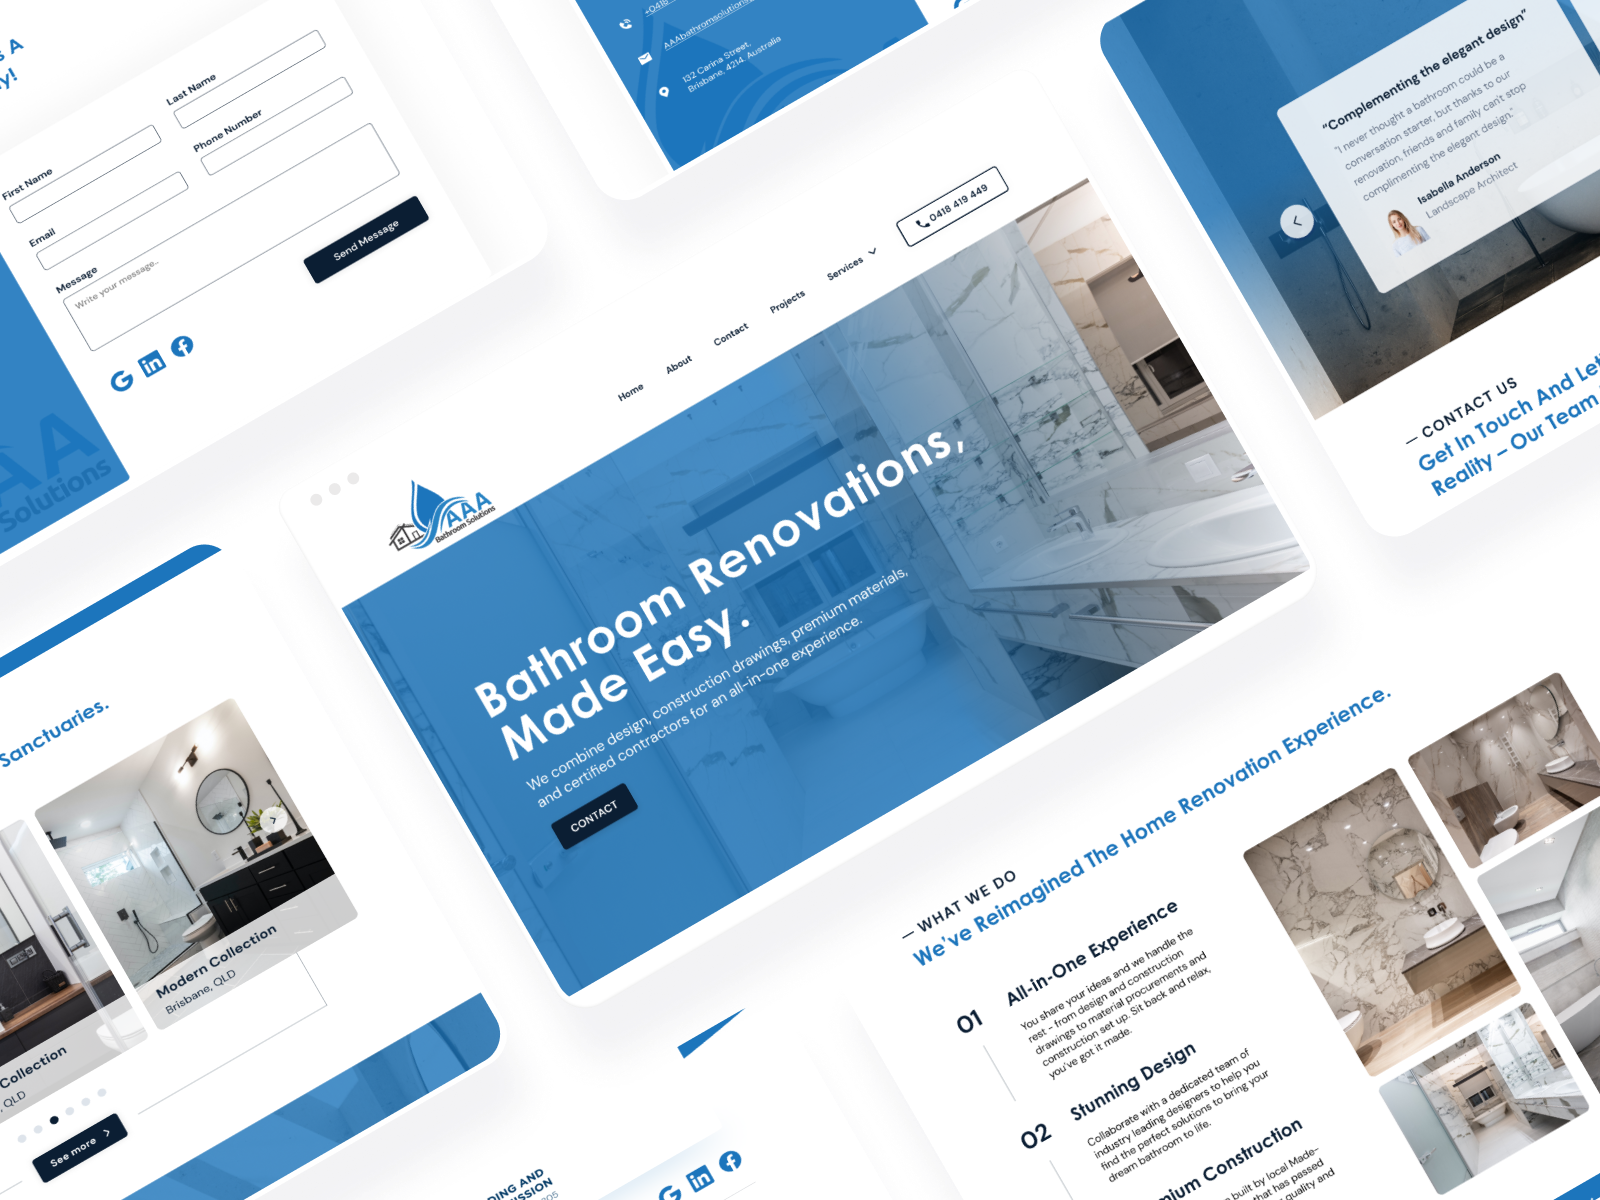 First Name
Last Name
Email
Phone Number
Message
Write your message..
Send Message
AAA
Solutions
+0418
AAAbathroomsolutions
132 Carina Street,
Brisbane, 4214. Australia
"Complementing the elegant design"
"I never thought a bathroom could be a
conversation starter, but thanks to our
renovation, friends and family can't stop
complimenting the elegant design."
Isabella Anderson
Landscape Architect
— CONTACT US
Get In Touch And Let
Reality – Our Team
AAA
Bathroom Solutions
Home
About
Contact
Projects
Services
0418 419 449
Bathroom Renovations,
Made Easy.
We combine design, construction drawings, premium materials,
and certified contractors for an all-in-one experience.
CONTACT
Sanctuaries.
Collection
, QLD
Modern Collection
Brisbane, QLD
See more
— WHAT WE DO
We've Reimagined The Home Renovation Experience.
01
All-in-One Experience
You share your ideas and we handle the
rest - from design and construction
drawings to material procurements and
construction set up. Sit back and relax,
you've got it made.
02
Stunning Design
Collaborate with a dedicated team of
industry leading designers to help you
find the perfect solutions to bring your
dream bathroom to life.
mium Construction
built by local Made-
that has passed
quality and
DING AND
MISSION
205